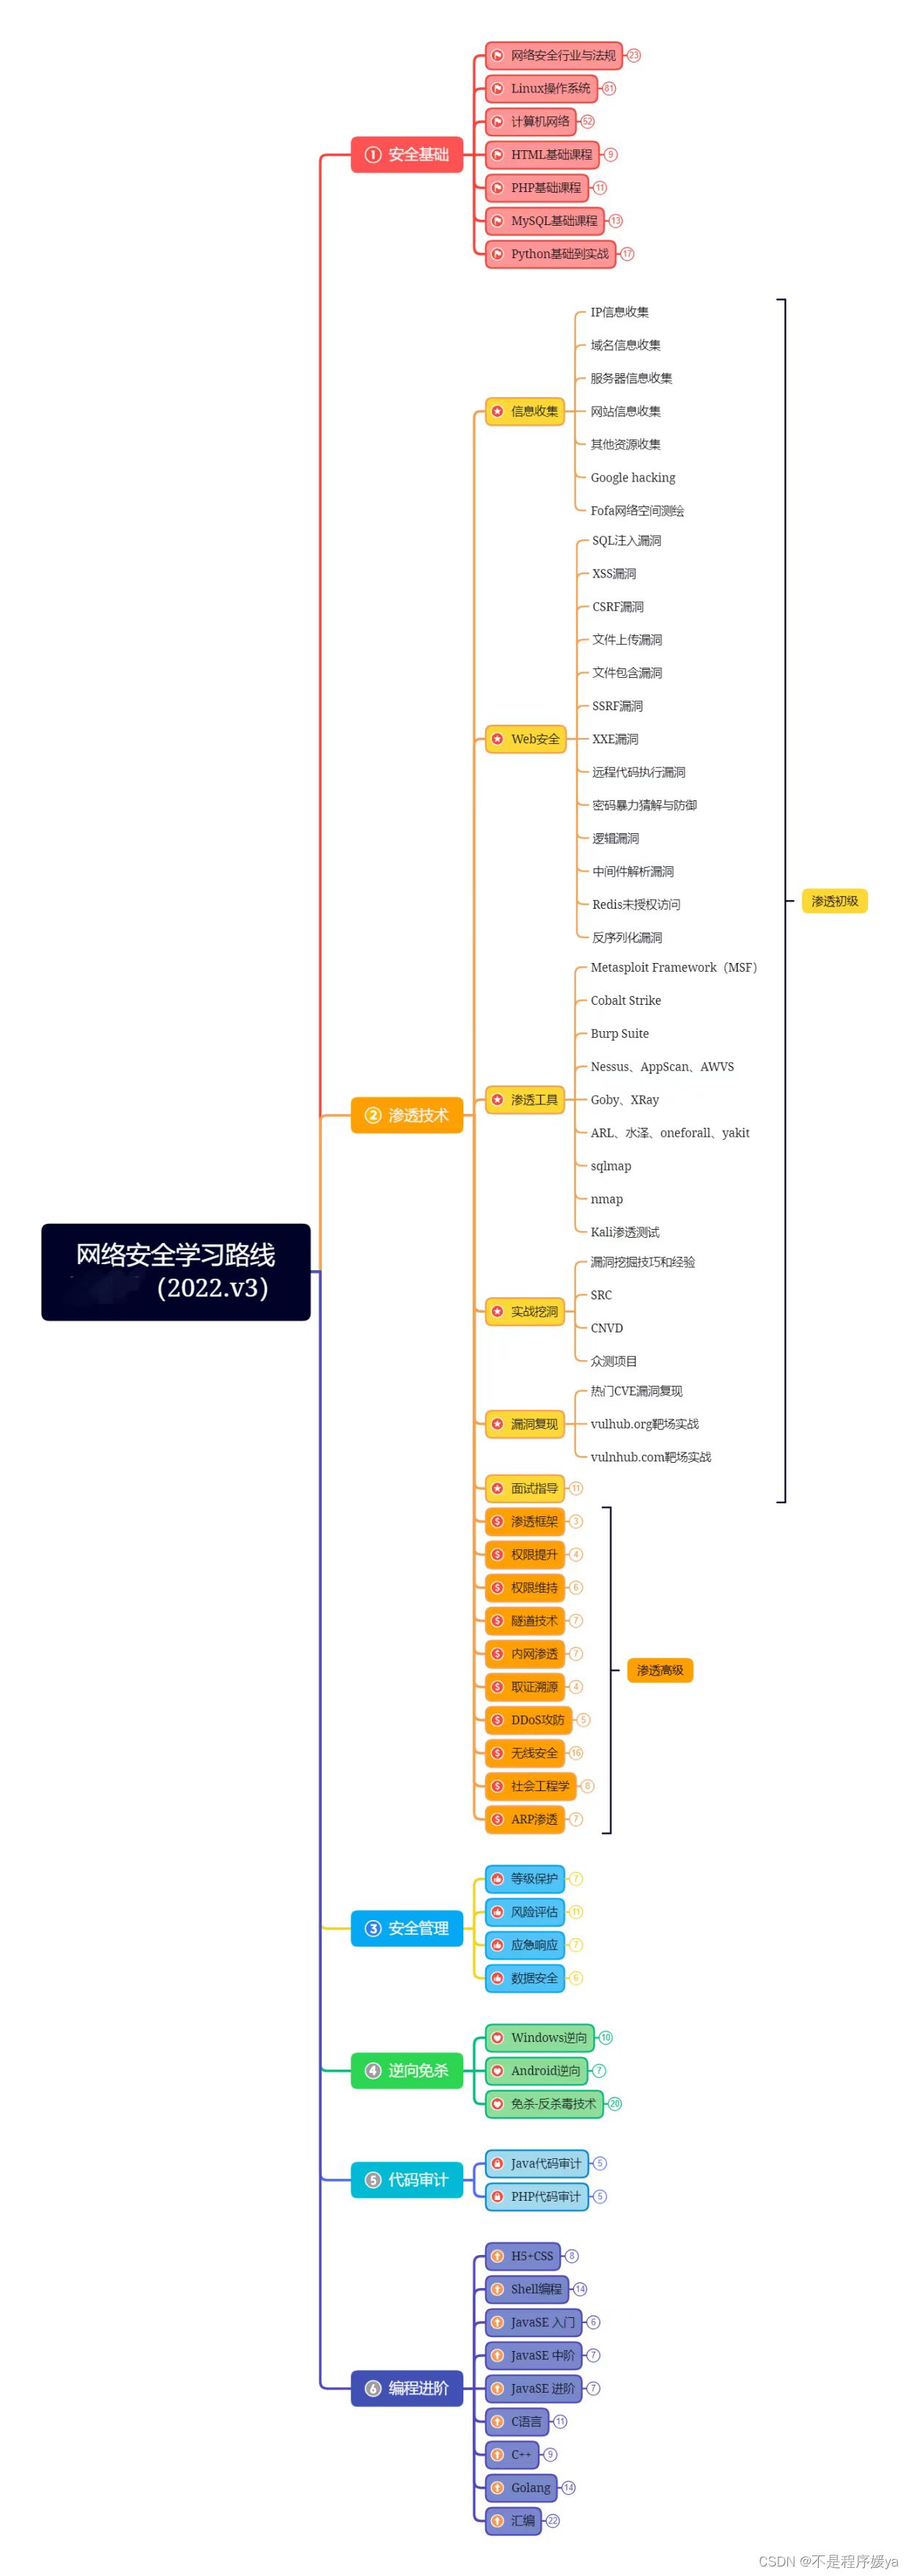 网络安全学习路线
（2022.v3）
① 安全基础
网络安全行业与法规 23
Linux操作系统 81
计算机网络 52
HTML基础课程 9
PHP基础课程 11
MySQL基础课程 13
Python基础到实战 17
② 渗透技术
信息收集
IP信息收集
域名信息收集
服务器信息收集
网站信息收集
其他资源收集
Google hacking
Fofa网络空间测绘
Web安全
SQL注入漏洞
XSS漏洞
CSRF漏洞
文件上传漏洞
文件包含漏洞
SSRF漏洞
XXE漏洞
远程代码执行漏洞
密码暴力猜解与防御
逻辑漏洞
中间件解析漏洞
Redis未授权访问
反序列化漏洞
渗透工具
Metasploit Framework（MSF）
Cobalt Strike
Burp Suite
Nessus、AppScan、AWVS
Goby、XRay
ARL、水泽、oneforall、yakit
sqlmap
nmap
Kali渗透测试
实战挖洞
漏洞挖掘技巧和经验
SRC
CNVD
众测项目
漏洞复现
热门CVE漏洞复现
vulhub.org靶场实战
vulnhub.com靶场实战
面试指导 11
渗透初级
渗透框架 3
权限提升 4
权限维持 6
隧道技术 7
内网渗透 7
取证溯源 4
DDoS攻防 5
无线安全 16
社会工程学 8
ARP渗透 7
渗透高级
③ 安全管理
等级保护 7
风险评估 11
应急响应 7
数据安全 6
④ 逆向免杀
Windows逆向 10
Android逆向 7
免杀-反杀毒技术 20
⑤ 代码审计
Java代码审计 5
PHP代码审计 5
⑥ 编程进阶
H5+CSS 8
Shell编程 14
JavaSE 入门 6
JavaSE 中阶 7
JavaSE 进阶 7
C语言 11
C++ 9
Golang 14
汇编 22
CSDN @不是程序媛ya